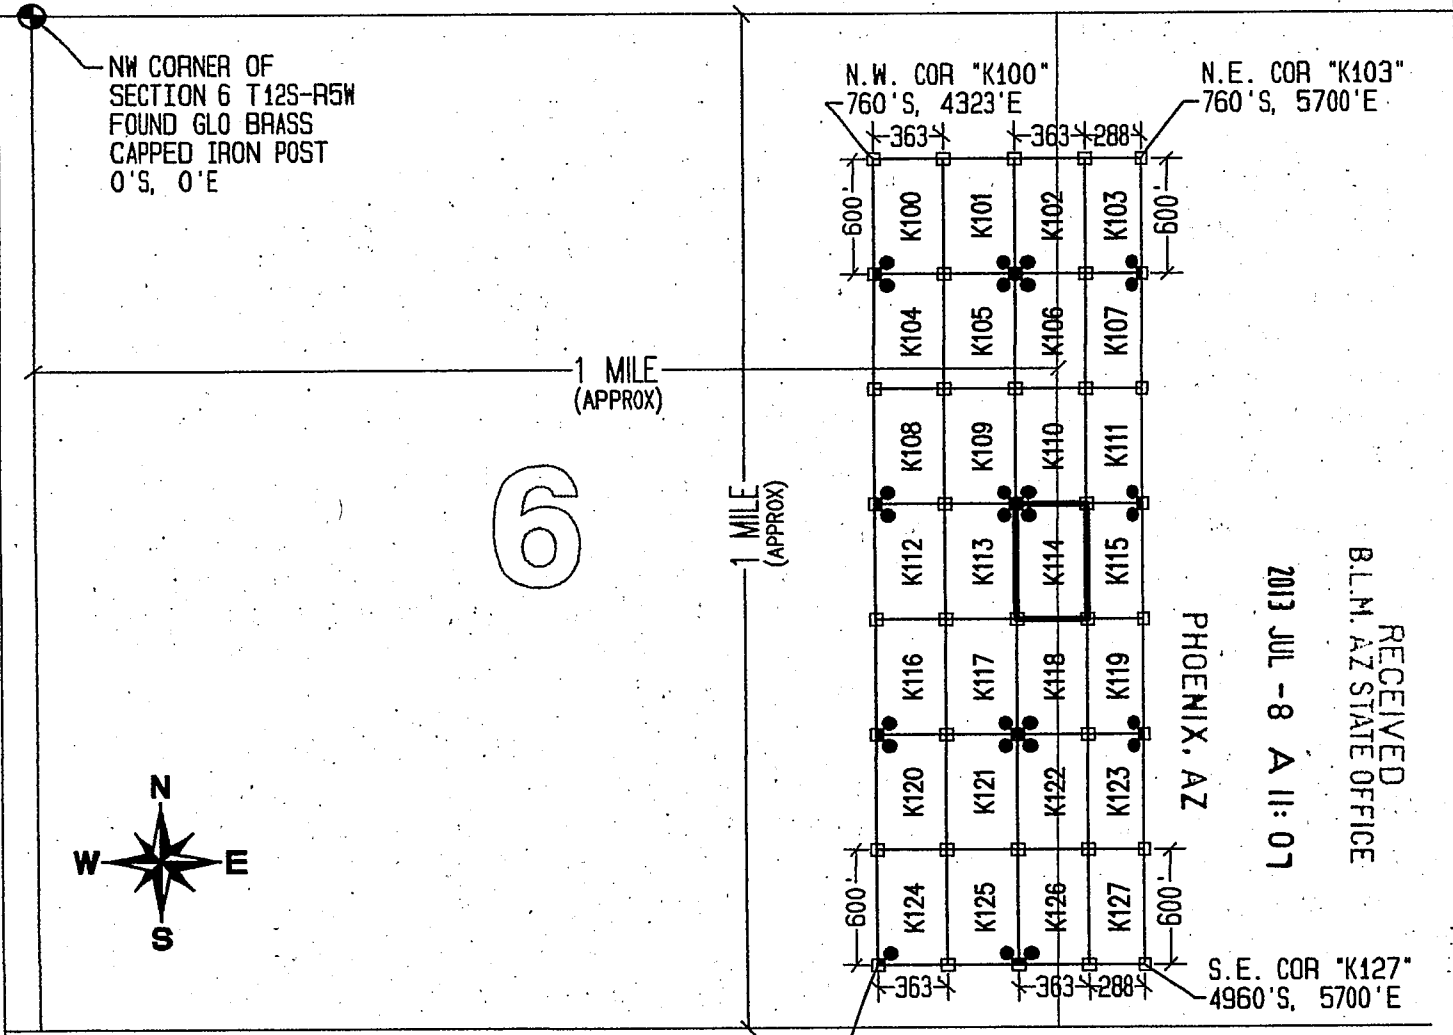 NW CORNER OF
SECTION 6 T12S-R5W
FOUND GLO BRASS
CAPPED IRON POST
0'S, 0'E
N.W. COR "K100"
760'S, 4323'E
N.E. COR "K103"
760'S, 5700'E
363' 363' 288'
600' K100 K101 K102 K103 600'
K104 K105 K106 K107
1 MILE
(APPROX)
K108 K109 K110 K111
6
1 MILE
(APPROX)
K112 K113 K114 K115
K116 K117 K118 K119
K120 K121 K122 K123
600' K124 K125 K126 K127 600'
363' 363' 288'
S.E. COR "K127"
4960'S, 5700'E
RECEIVED
B.L.M. AZ STATE OFFICE
2013 JUL -8 A 11: 07
PHOENIX, AZ
N
W E
S